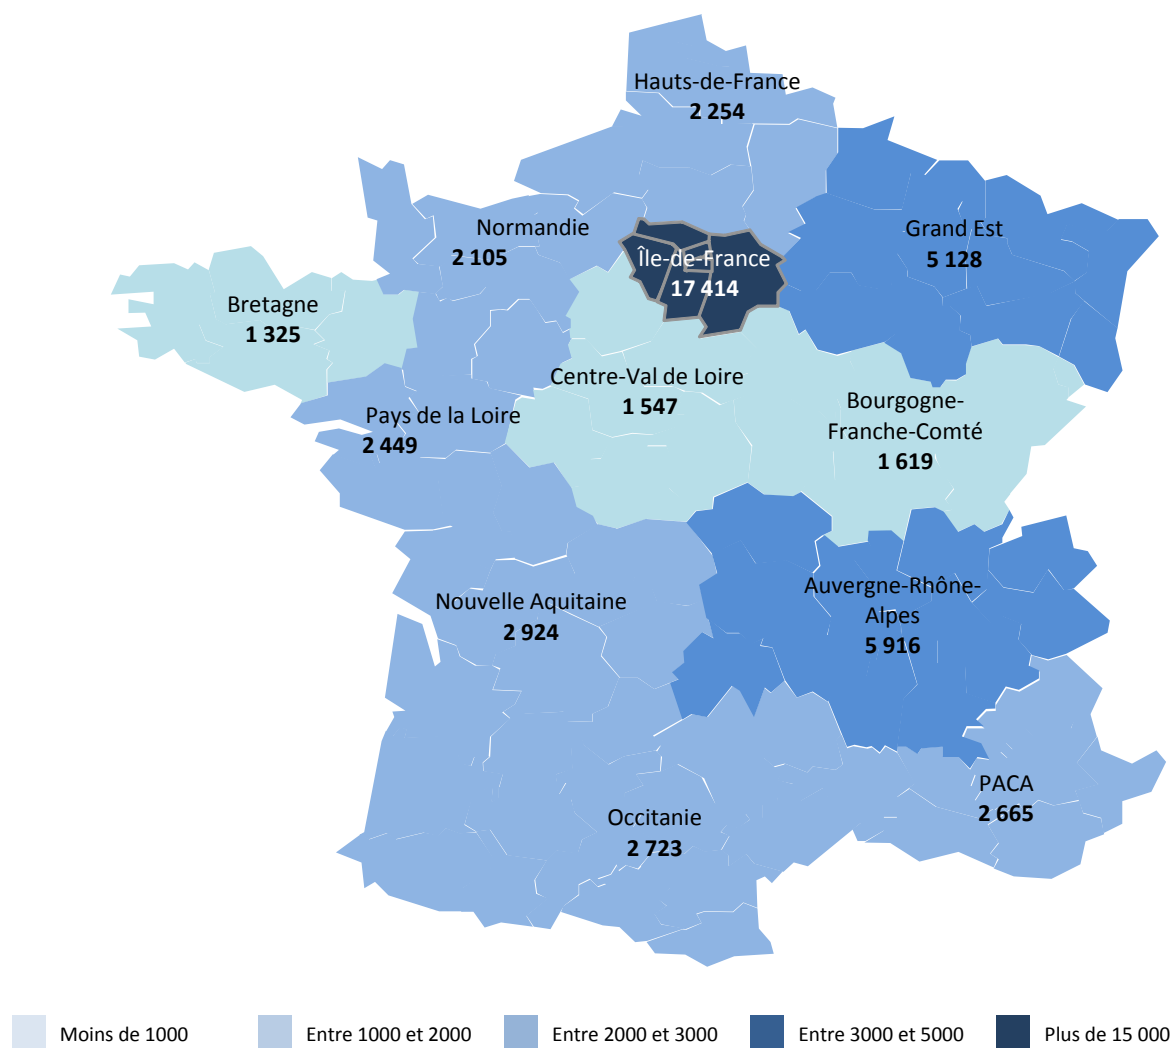 Hauts-de-France
2 254
Normandie
2 105
Île-de-France
17 414
Grand Est
5 128
Bretagne
1 325
Centre-Val de Loire
1 547
Pays de la Loire
2 449
Bourgogne-
Franche-Comté
1 619
Nouvelle Aquitaine
2 924
Auvergne-Rhône-
Alpes
5 916
PACA
2 665
Occitanie
2 723
Moins de 1000
Entre 1000 et 2000
Entre 2000 et 3000
Entre 3000 et 5000
Plus de 15 000